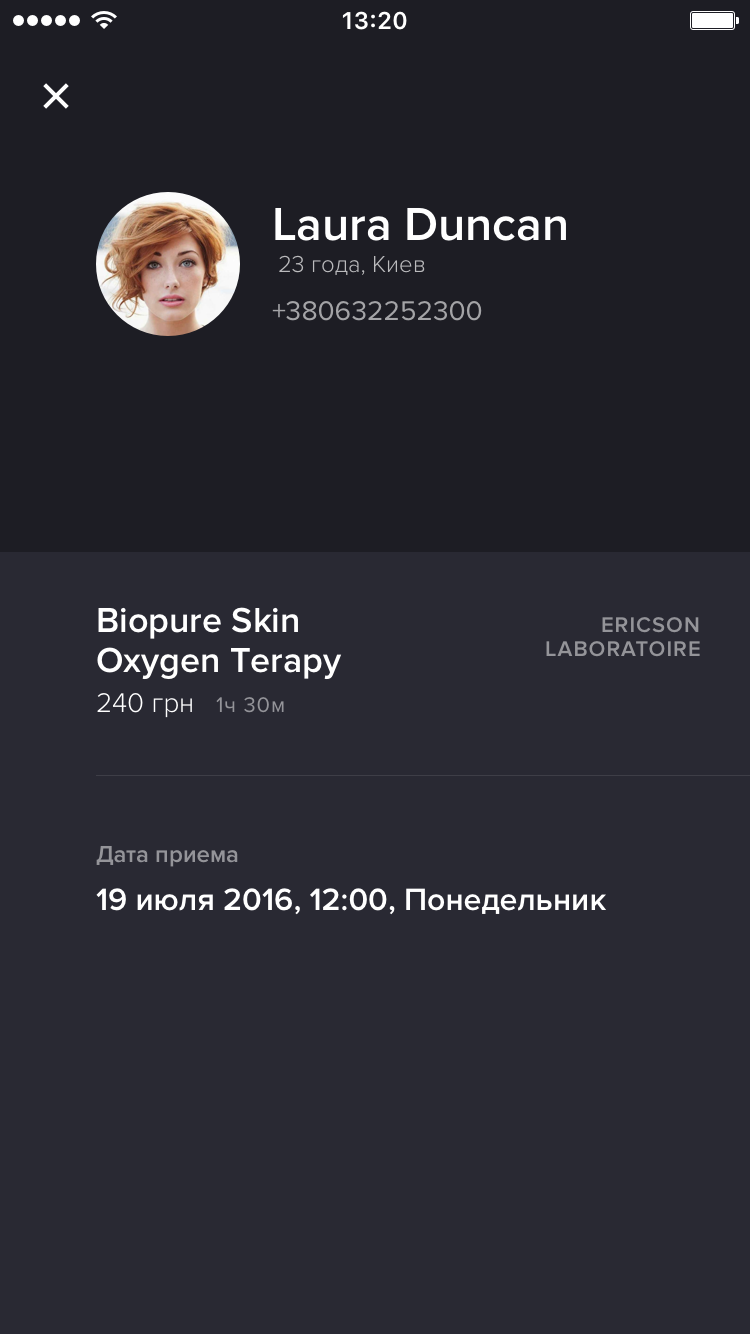 13:20
Laura Duncan
23 года, Киев
+380632252300
Biopure Skin
Oxygen Terapy
ERICSON
LABORATOIRE
240 грн 1ч 30м
Дата приема
19 июля 2016, 12:00, Понедельник